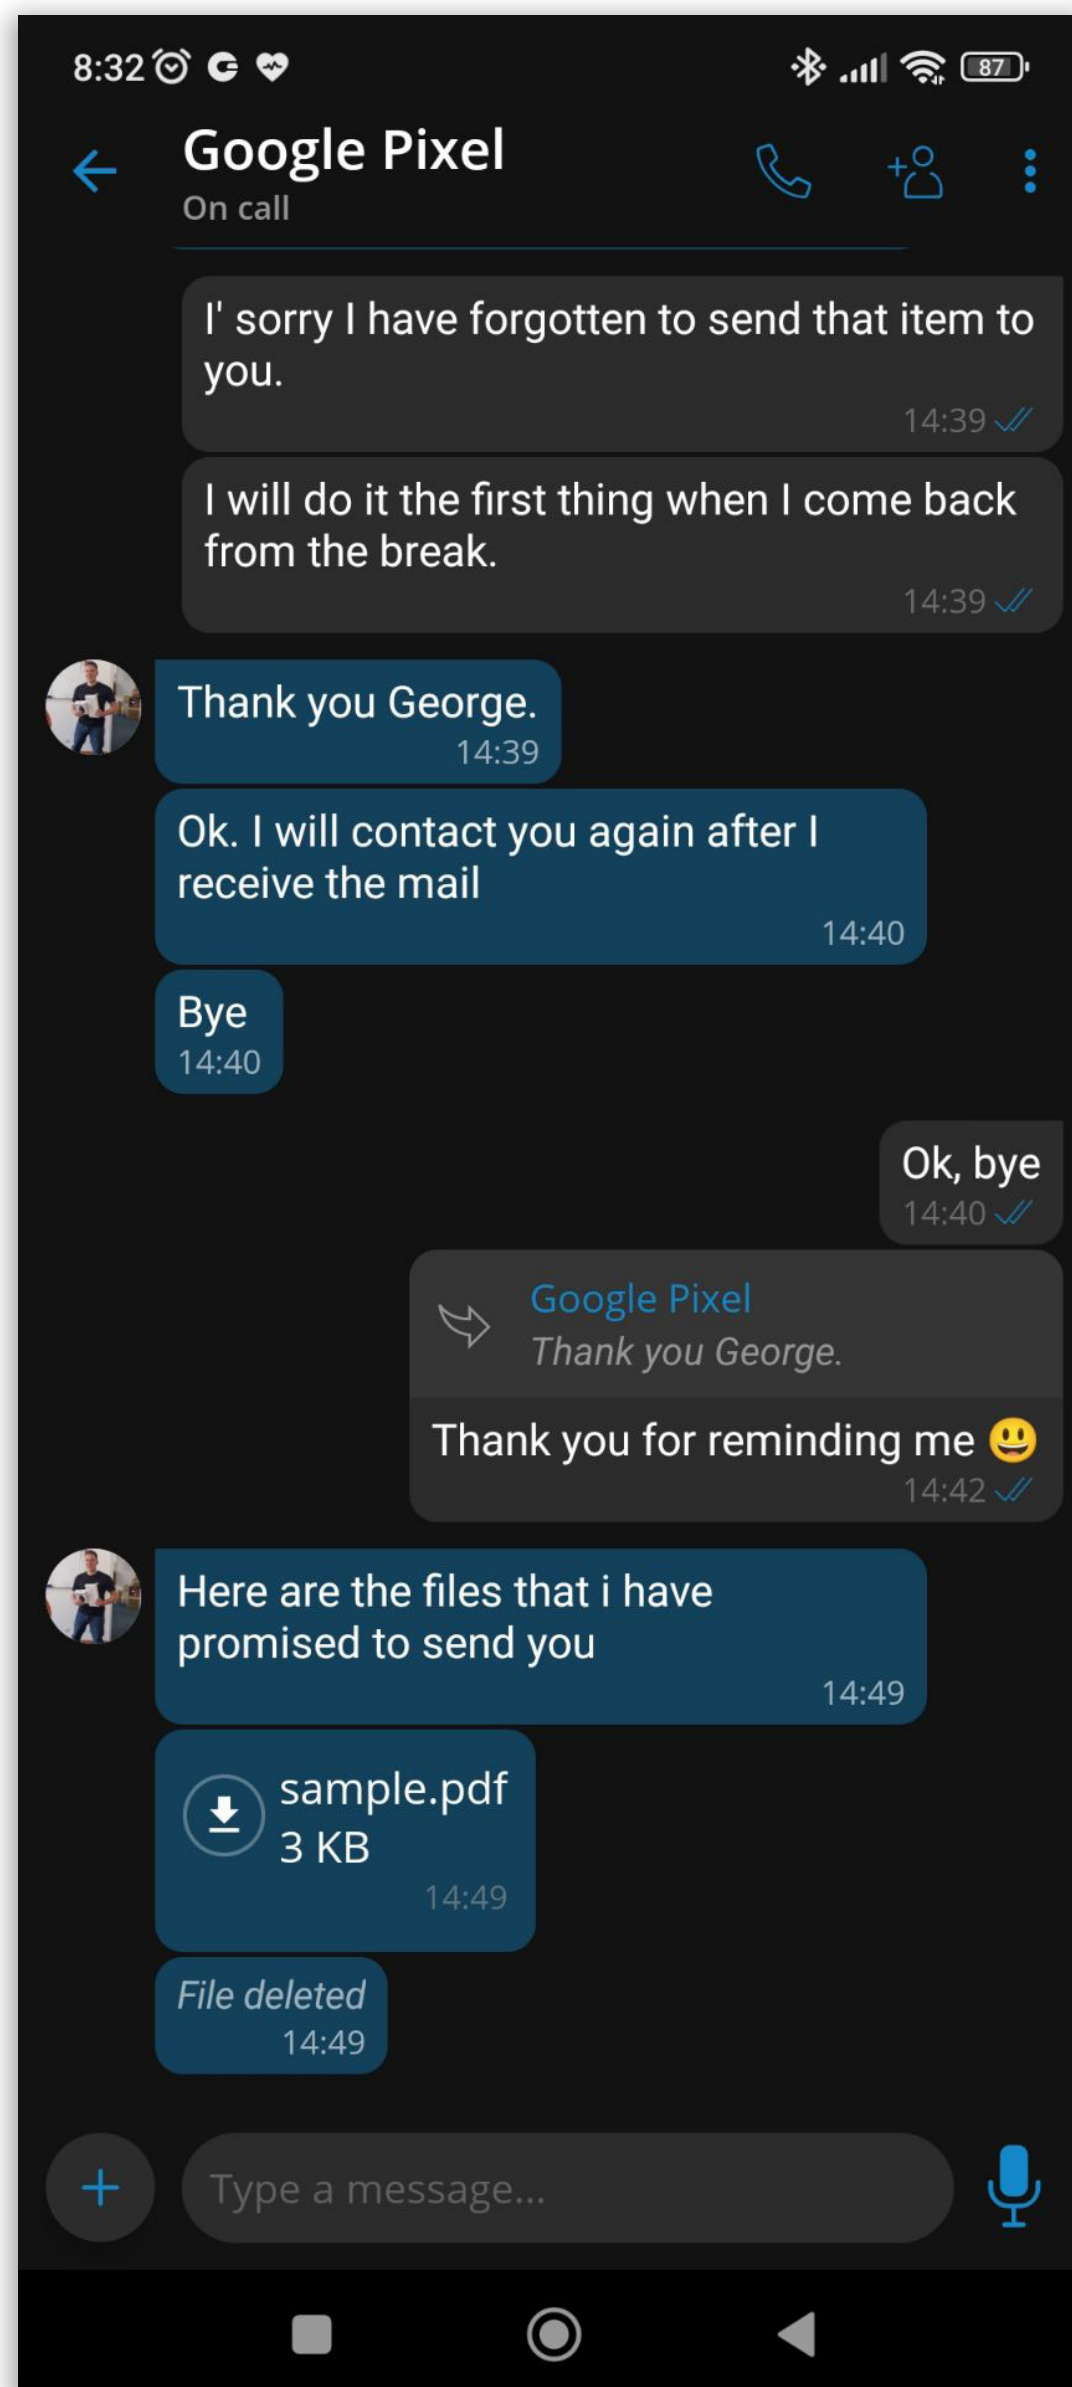 8:32
87
Google Pixel
On call
I' sorry I have forgotten to send that item to
you.
14:39
I will do it the first thing when I come back
from the break.
14:39
Thank you George.
14:39
Ok. I will contact you again after I
receive the mail
14:40
Bye
14:40
Ok, bye
14:40
Google Pixel
Thank you George.
Thank you for reminding me 😃
14:42
Here are the files that i have
promised to send you
14:49
sample.pdf
3 KB
14:49
File deleted
14:49
Type a message...